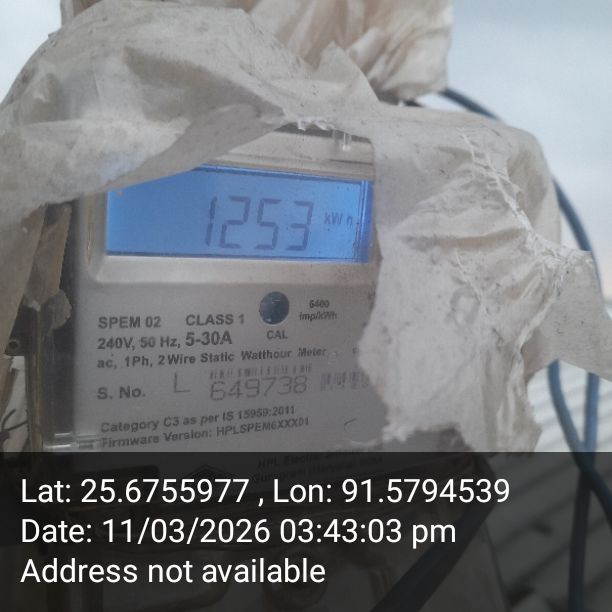 1253 kWh
6400
imp/kWh
SPEM 02 CLASS 1
240V, 50 Hz, 5-30A CAL
ac, 1Ph, 2 Wire Static Watthour Meter
S. No. L 649738
Category C3 as per IS 15959:2011
Firmware Version: HPLSPEM6XXX01
HPL Electric
Lat: 25.6755977 , Lon: 91.5794539
Date: 11/03/2026 03:43:03 pm
Address not available